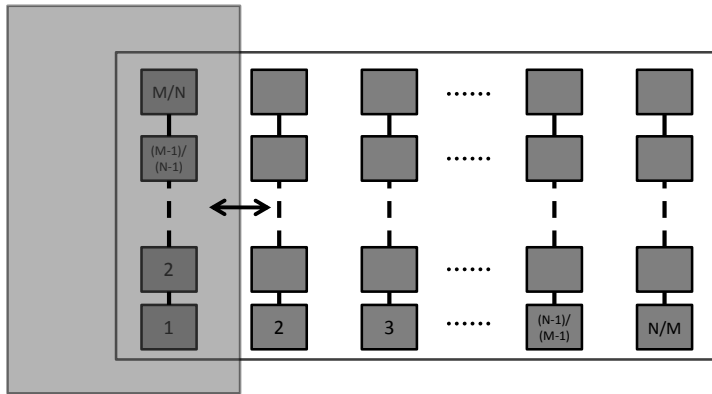 M/N
......
(M-1)/
(N-1)
......
2
......
1
2
3
......
(N-1)/
(M-1)
N/M